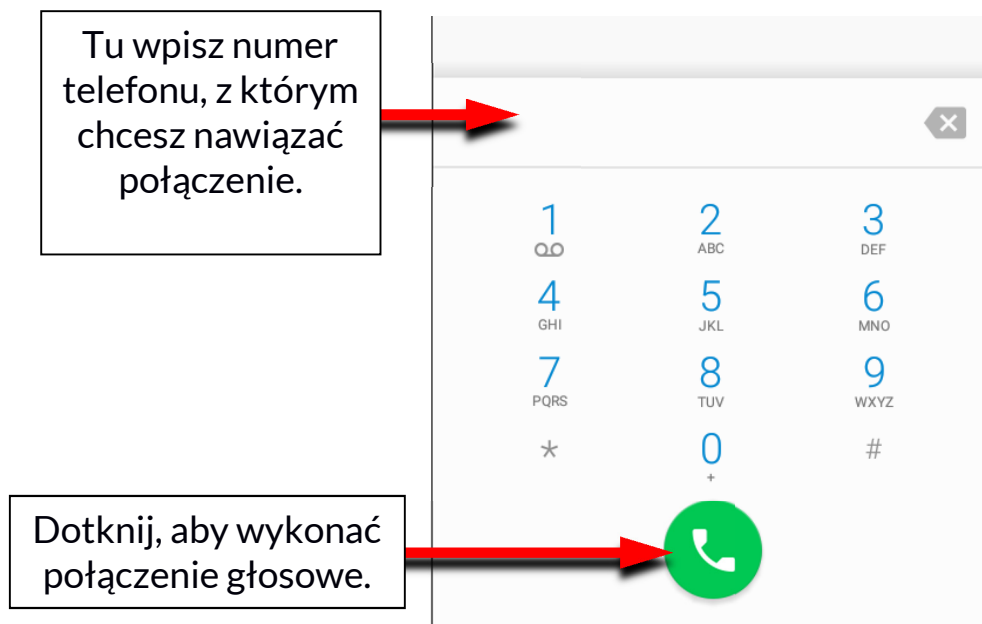 Tu wpisz numer
telefonu, z którym
chcesz nawiązać
połączenie.
1 2 3
ABC DEF
4 5 6
GHI JKL MNO
7 8 9
PQRS TUV WXYZ
* 0 #
+
Dotknij, aby wykonać
połączenie głosowe.